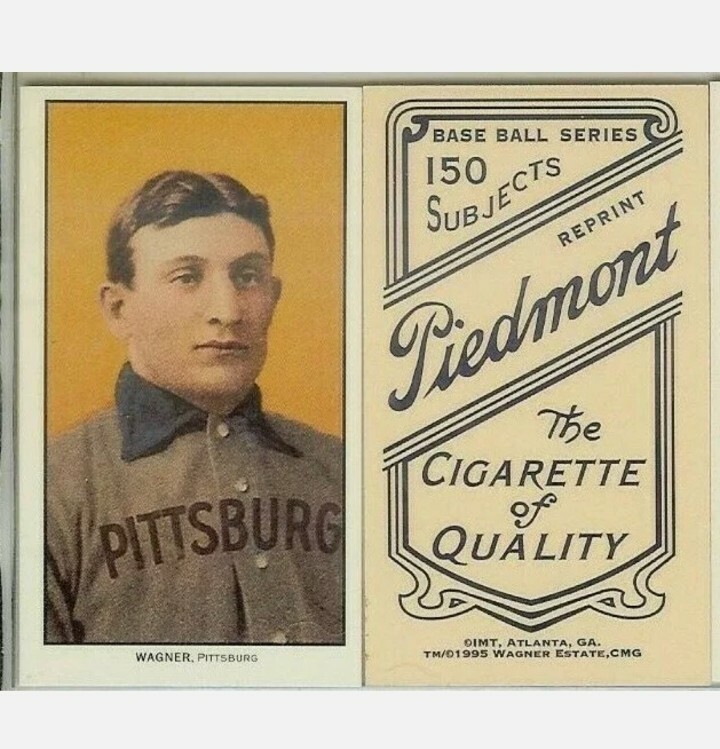 PITTSBURG
WAGNER, PITTSBURG
BASE BALL SERIES
150
SUBJECTS
REPRINT
Piedmont
The
CIGARETTE
of
QUALITY
©IMT, ATLANTA, GA.
TM/©1995 WAGNER ESTATE,CMG